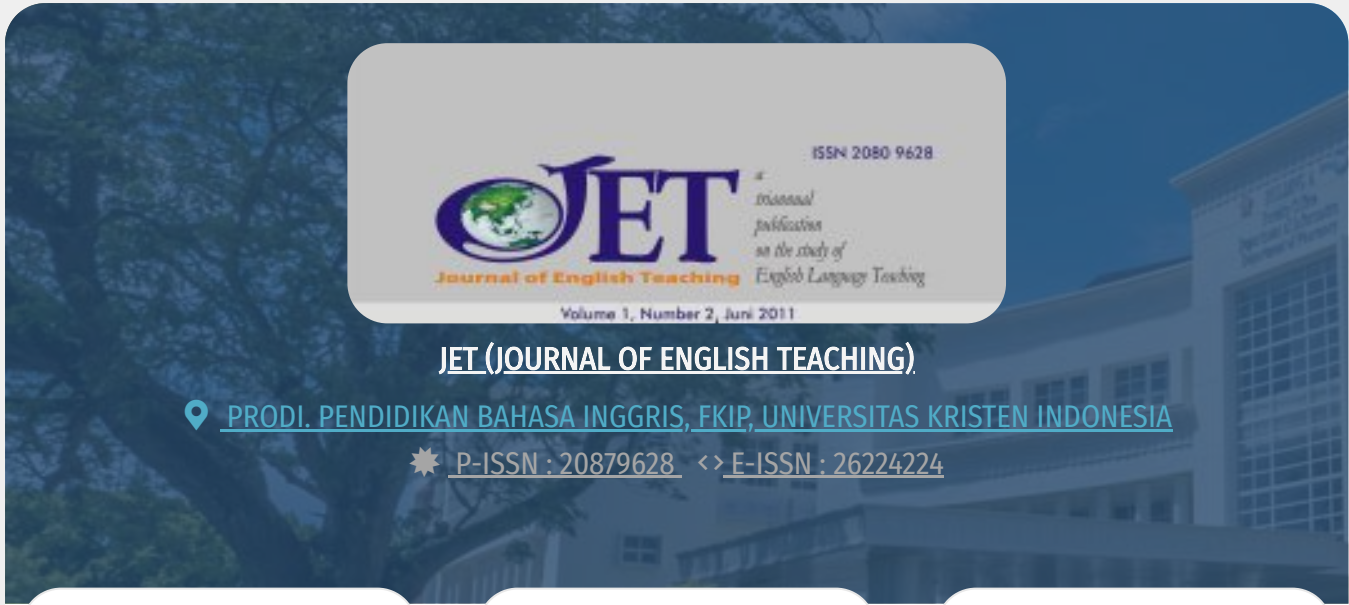 ISSN 2080 9628
JET
a
triannual
publication
on the study of
English Language Teaching
Journal of English Teaching
Volume 1, Number 2, Juni 2011
JET (JOURNAL OF ENGLISH TEACHING)
PRODI. PENDIDIKAN BAHASA INGGRIS, FKIP, UNIVERSITAS KRISTEN INDONESIA
P-ISSN : 20879628 <> E-ISSN : 26224224